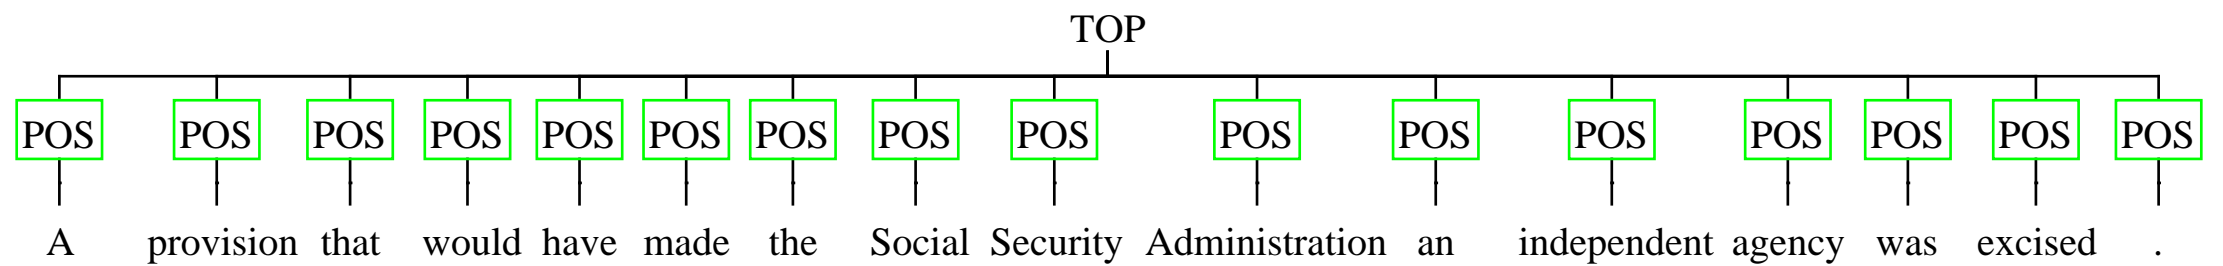 TOP
POS POS POS POS POS POS POS POS POS POS POS POS POS POS POS POS
A provision that would have made the Social Security Administration an independent agency was excised .